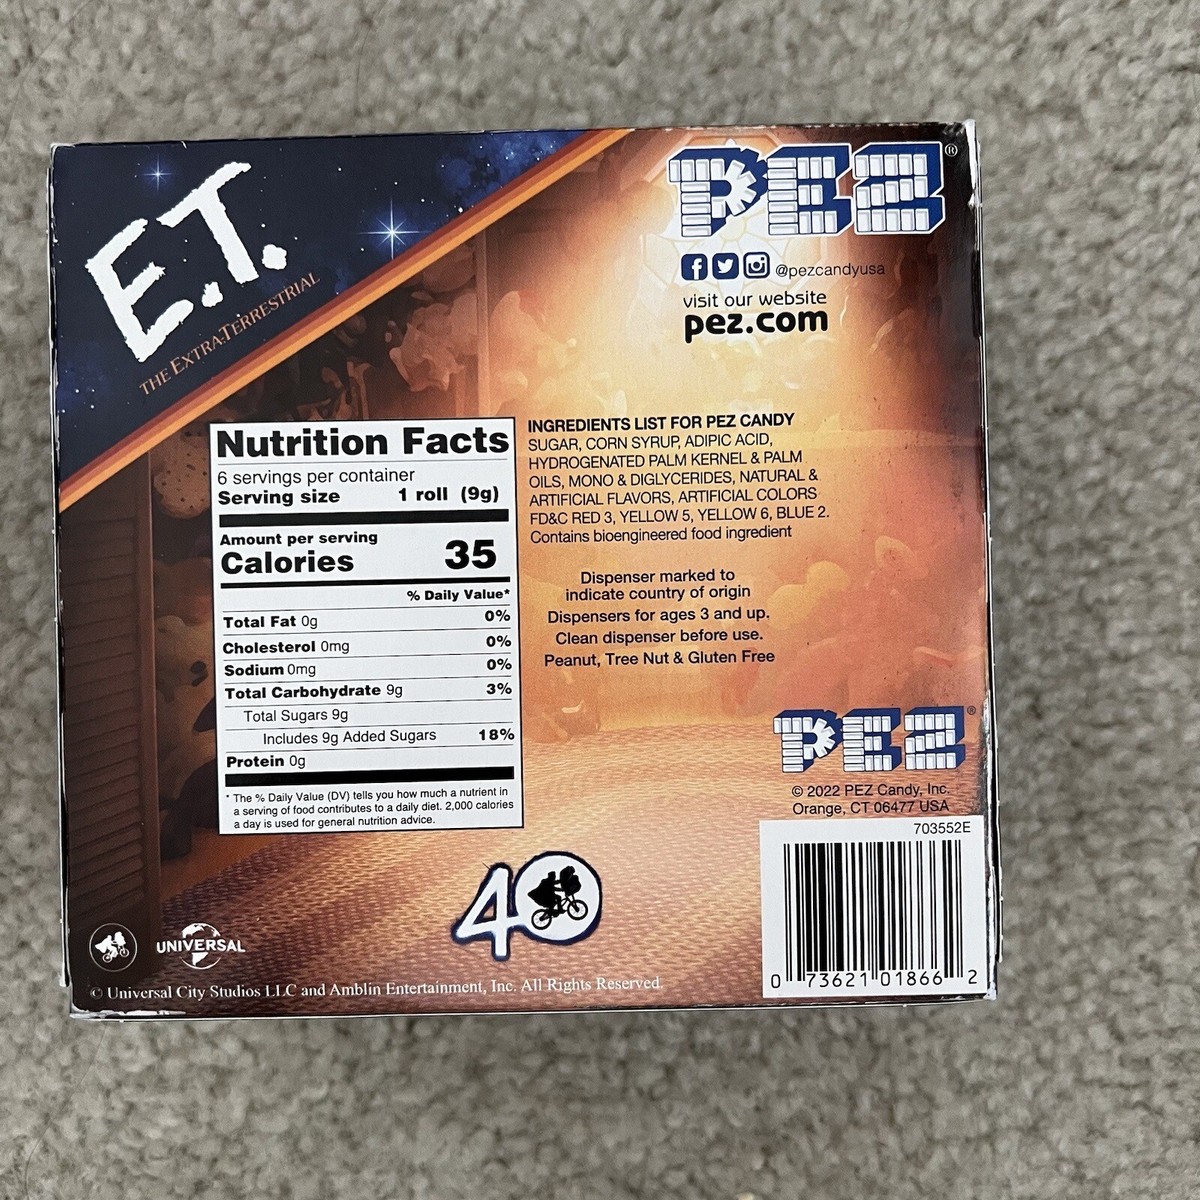 E.T.
THE EXTRA-TERRESTRIAL
PEZ®
@pezcandyusa
visit our website
pez.com
Nutrition Facts
6 servings per container
Serving size 1 roll (9g)
Amount per serving
Calories 35
% Daily Value*
Total Fat 0g 0%
Cholesterol 0mg 0%
Sodium 0mg 0%
Total Carbohydrate 9g 3%
Total Sugars 9g
Includes 9g Added Sugars 18%
Protein 0g
* The % Daily Value (DV) tells you how much a nutrient in
a serving of food contributes to a daily diet. 2,000 calories
a day is used for general nutrition advice.
INGREDIENTS LIST FOR PEZ CANDY
SUGAR, CORN SYRUP, ADIPIC ACID,
HYDROGENATED PALM KERNEL & PALM
OILS, MONO & DIGLYCERIDES, NATURAL &
ARTIFICIAL FLAVORS, ARTIFICIAL COLORS
FD&C RED 3, YELLOW 5, YELLOW 6, BLUE 2.
Contains bioengineered food ingredient
Dispenser marked to
indicate country of origin
Dispensers for ages 3 and up.
Clean dispenser before use.
Peanut, Tree Nut & Gluten Free
PEZ®
© 2022 PEZ Candy, Inc.
Orange, CT 06477 USA
703552E
0 73621 01866 2
40
UNIVERSAL
© Universal City Studios LLC and Amblin Entertainment, Inc. All Rights Reserved.